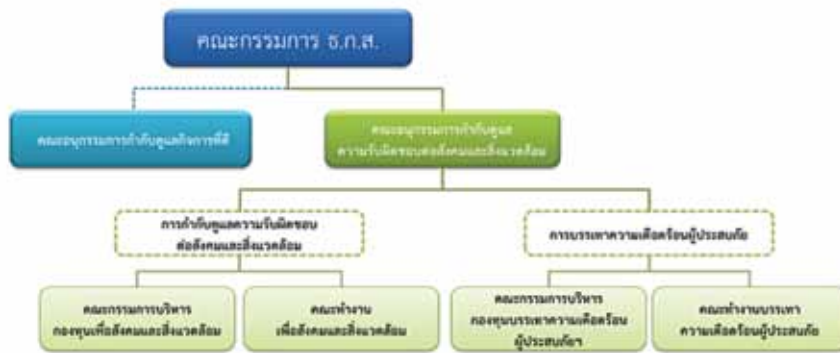 คณะกรรมการ ธ.ก.ส.
คณะอนุกรรมการกำกับดูแลกิจการที่ดี
คณะอนุกรรมการกำกับดูแล
ความรับผิดชอบต่อสังคมและสิ่งแวดล้อม
การกำกับดูแลความรับผิดชอบ
ต่อสังคมและสิ่งแวดล้อม
การบรรเทาความเดือดร้อนผู้ประสบภัย
คณะกรรมการบริหาร
กองทุนเพื่อสังคมและสิ่งแวดล้อม
คณะทำงาน
เพื่อสังคมและสิ่งแวดล้อม
คณะกรรมการบริหาร
กองทุนบรรเทาความเดือดร้อน
ผู้ประสบภัยฯ
คณะทำงานบรรเทา
ความเดือดร้อนผู้ประสบภัย